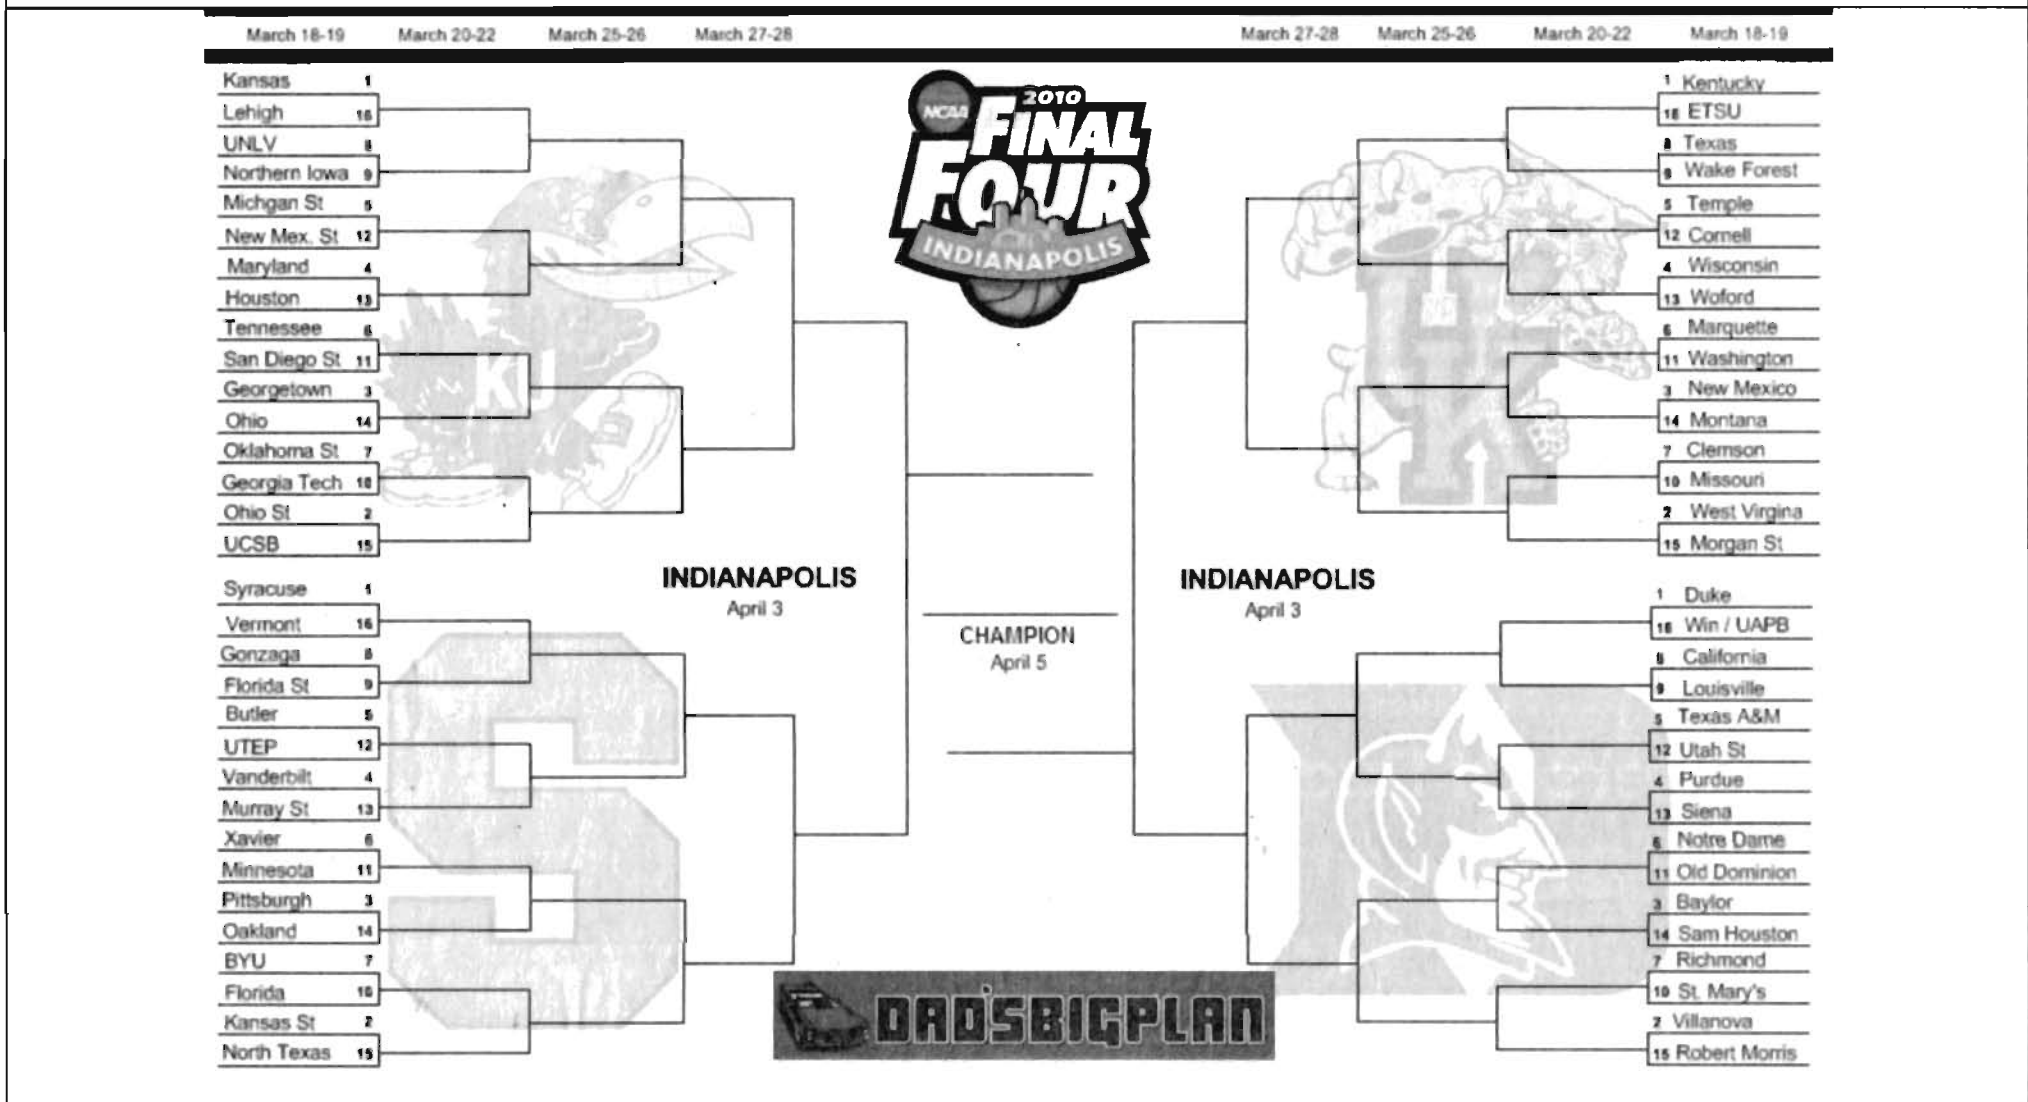 March 18-19 March 20-22 March 25-26 March 27-28 March 27-28 March 25-26 March 20-22 March 18-19
Kansas 1
Lehigh 16
UNLV 8
Northern Iowa 9
Michgan St 5
New Mex. St 12
Maryland 4
Houston 13
Tennessee 6
San Diego St 11
Georgetown 3
Ohio 14
Oklahoma St 7
Georgia Tech 10
Ohio St 2
UCSB 15
Syracuse 1
Vermont 16
Gonzaga 8
Florida St 9
Butler 5
UTEP 12
Vanderbilt 4
Murray St 13
Xavier 6
Minnesota 11
Pittsburgh 3
Oakland 14
BYU 7
Florida 10
Kansas St 2
North Texas 15
KU
NCAA
2010
FINAL
FOUR
INDIANAPOLIS
INDIANAPOLIS
April 3
CHAMPION
April 5
INDIANAPOLIS
April 3
DAD'SBIGPLAN
1 Kentucky
16 ETSU
8 Texas
9 Wake Forest
5 Temple
12 Cornell
4 Wisconsin
13 Woford
6 Marquette
11 Washington
3 New Mexico
14 Montana
7 Clemson
10 Missouri
2 West Virgina
15 Morgan St
1 Duke
16 Win / UAPB
8 California
9 Louisville
5 Texas A&M
12 Utah St
4 Purdue
13 Siena
6 Notre Dame
11 Old Dominion
3 Baylor
14 Sam Houston
7 Richmond
10 St. Mary's
2 Villanova
15 Robert Morris